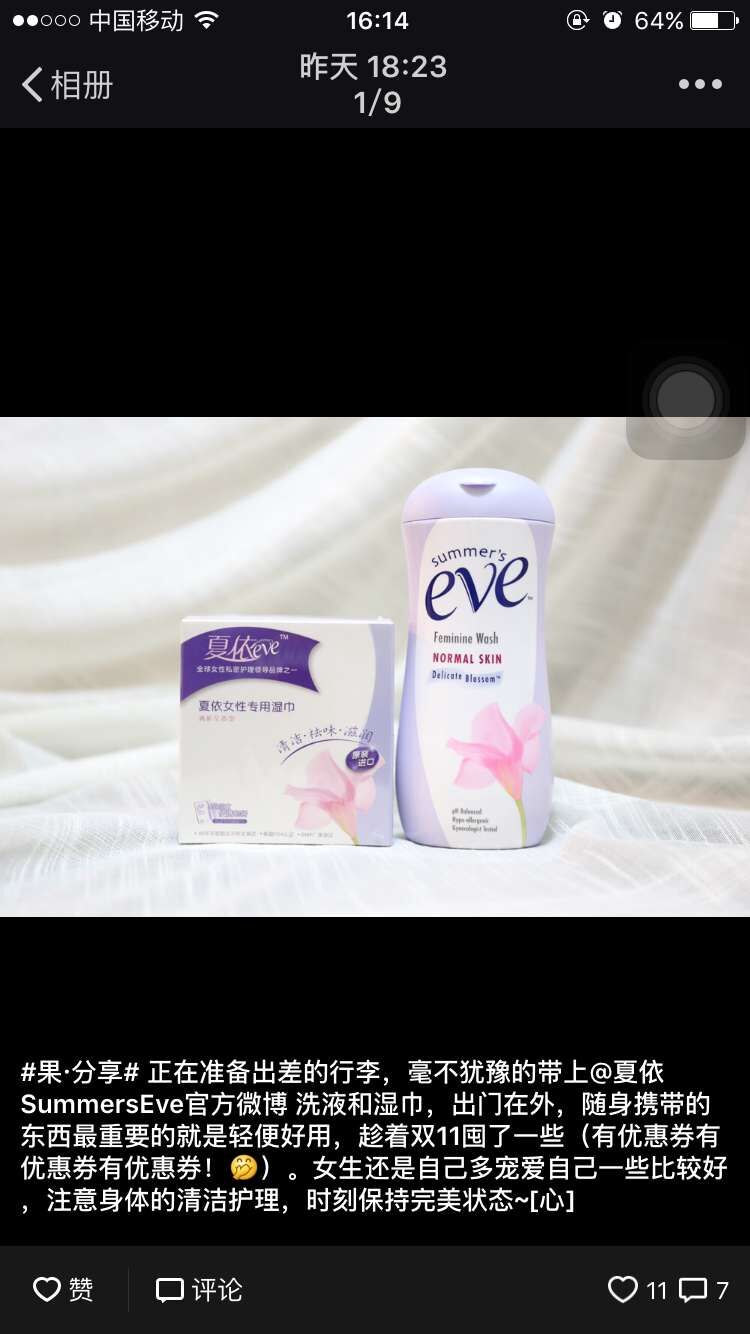 中国移动
16:14
64%
相册
昨天 18:23
1/9
summer's
eve
Feminine Wash
NORMAL SKIN
Delicate Blossom™
pH Balanced
Hypo-allergenic
Gynecologist Tested
夏依eve™
全球女性私密护理领导品牌之一
夏依女性专用湿巾
清洁·祛味·滋润
原装
进口
#果·分享# 正在准备出差的行李，毫不犹豫的带上@夏依
SummersEve官方微博 洗液和湿巾，出门在外，随身携带的
东西最重要的就是轻便好用，趁着双11囤了一些（有优惠券有
优惠券有优惠券！🤭）。女生还是自己多宠爱自己一些比较好
，注意身体的清洁护理，时刻保持完美状态~[心]
赞
评论
11
7